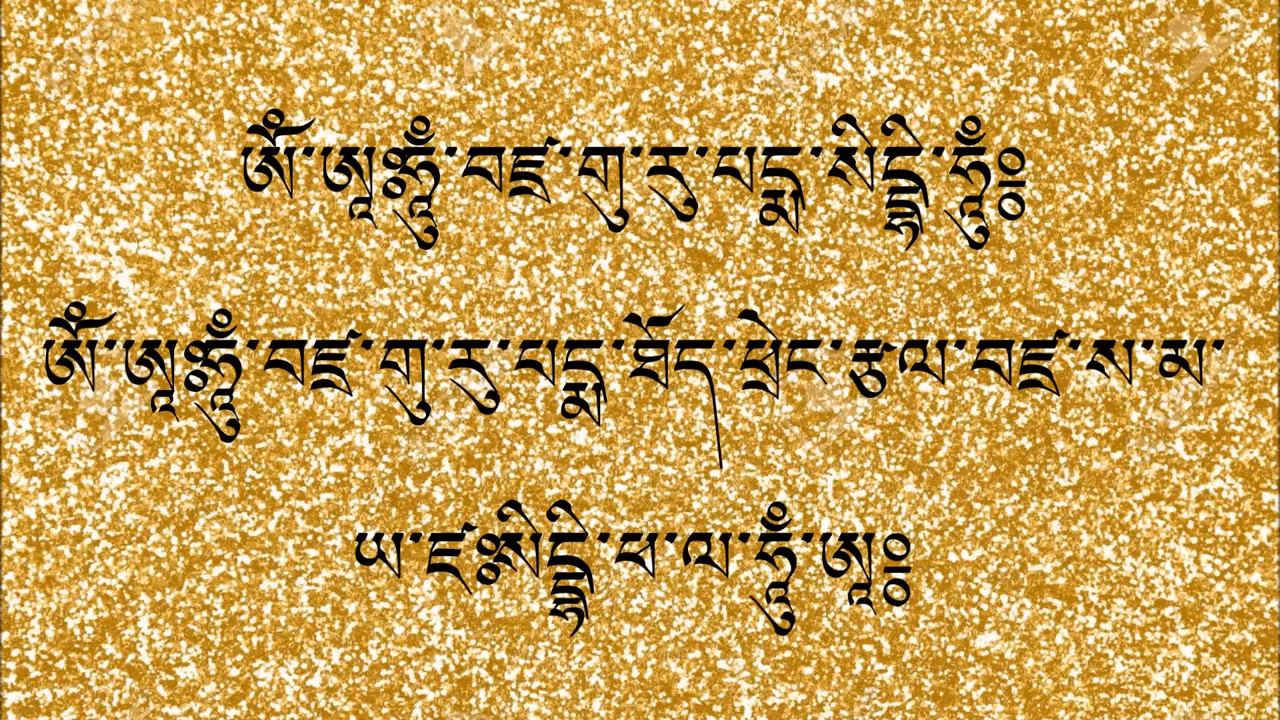 ཨོཾ་ཨཱཿཧཱུྃ་བཛྲ་གུ་རུ་པདྨ་སིདྡྷི་ཧཱུྃ༔
ཨོཾ་ཨཱཿཧཱུྃ་བཛྲ་གུ་རུ་པདྨ་ཐོད་ཕྲེང་རྩལ་བཛྲ་ས་མ་
ཡ་ཛཿསིདྡྷི་ཕ་ལ་ཧཱུྃ་ཨཱ༔